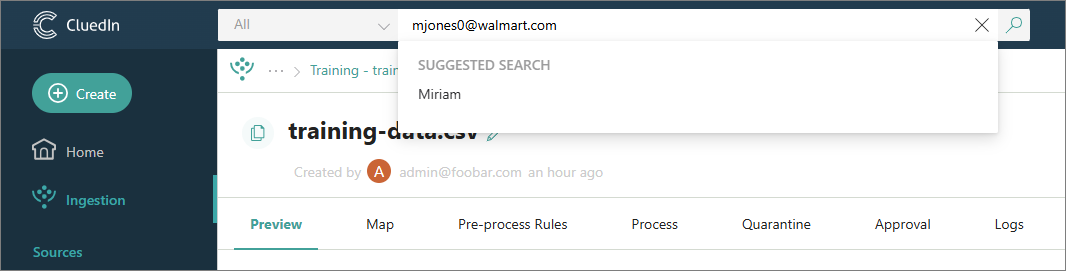 CluedIn
All
mjones0@walmart.com
SUGGESTED SEARCH
Miriam
Create
Home
Ingestion
Sources
··· > Training - train
training-data.csv
Created by A admin@foobar.com an hour ago
Preview Map Pre-process Rules Process Quarantine Approval Logs